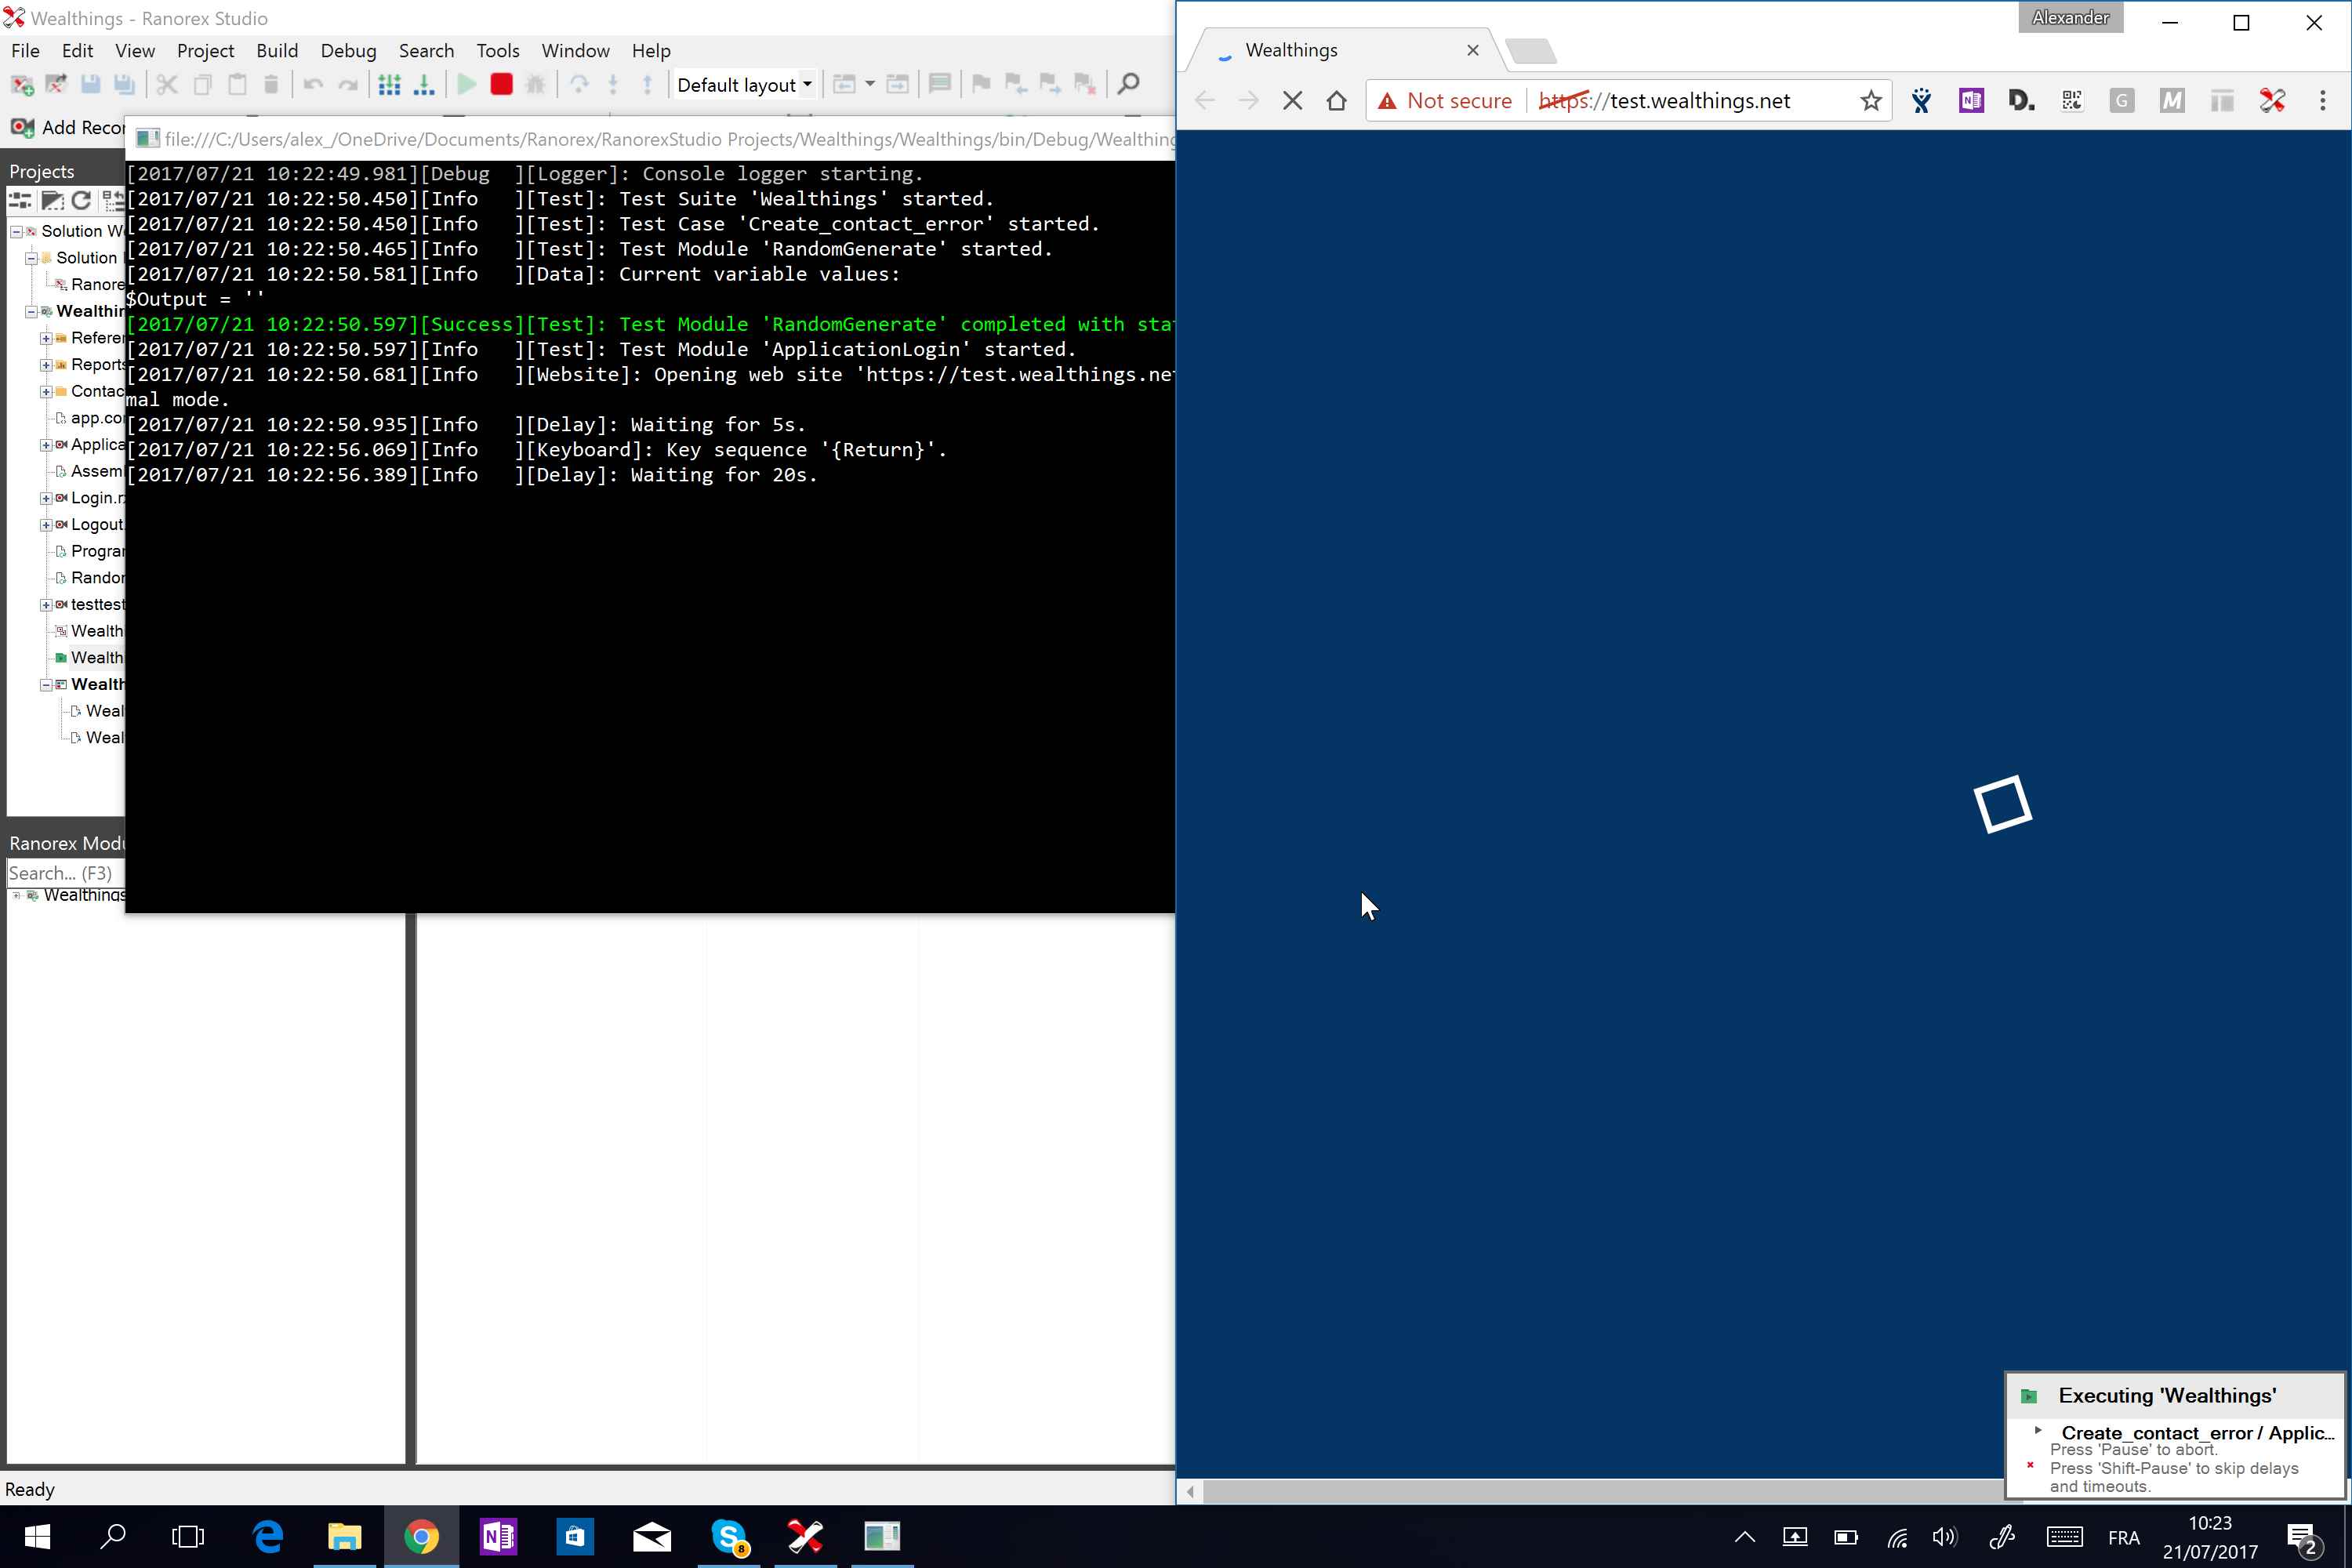 Wealthings - Ranorex Studio
File Edit View Project Build Debug Search Tools Window Help
Default layout
Add Recor
file:///C:/Users/alex_/OneDrive/Documents/Ranorex/RanorexStudio Projects/Wealthings/Wealthings/bin/Debug/Wealthing
Projects
Solution We
Solution
Ranore
Wealthin
Referen
Reports
Contac
app.con
Applica
Assem
Login.r
Logout
Progra
Rando
testtest
Wealth
Wealth
Wealth
Weal
Weal
[2017/07/21 10:22:49.981][Debug  ][Logger]: Console logger starting.
[2017/07/21 10:22:50.450][Info   ][Test]: Test Suite 'Wealthings' started.
[2017/07/21 10:22:50.450][Info   ][Test]: Test Case 'Create_contact_error' started.
[2017/07/21 10:22:50.465][Info   ][Test]: Test Module 'RandomGenerate' started.
[2017/07/21 10:22:50.581][Info   ][Data]: Current variable values:
$Output = ''
[2017/07/21 10:22:50.597][Success][Test]: Test Module 'RandomGenerate' completed with sta
[2017/07/21 10:22:50.597][Info   ][Test]: Test Module 'ApplicationLogin' started.
[2017/07/21 10:22:50.681][Info   ][Website]: Opening web site 'https://test.wealthings.net
mal mode.
[2017/07/21 10:22:50.935][Info   ][Delay]: Waiting for 5s.
[2017/07/21 10:22:56.069][Info   ][Keyboard]: Key sequence '{Return}'.
[2017/07/21 10:22:56.389][Info   ][Delay]: Waiting for 20s.
Ranorex Modu
Search... (F3)
Wealthings
Ready
Alexander
Wealthings
Not secure https://test.wealthings.net
N D. G M
Executing 'Wealthings'
Create_contact_error / Applic...
Press 'Pause' to abort.
Press 'Shift-Pause' to skip delays
and timeouts.
8
FRA
10:23
21/07/2017
2